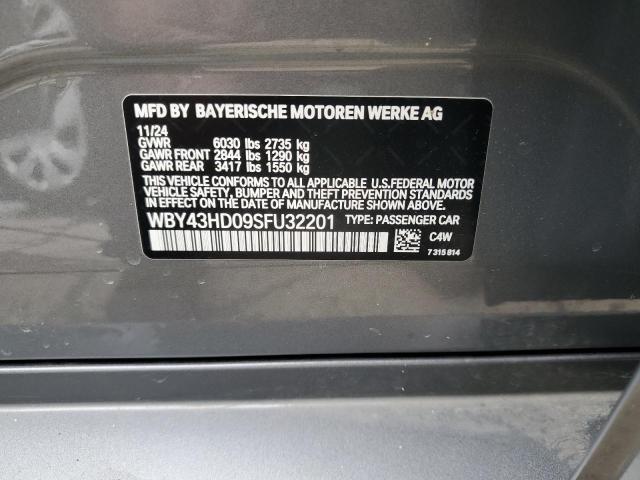 MFD BY BAYERISCHE MOTOREN WERKE AG
11/24
GVWR 6030 lbs 2735 kg
GAWR FRONT 2844 lbs 1290 kg
GAWR REAR 3417 lbs 1550 kg
THIS VEHICLE CONFORMS TO ALL APPLICABLE U.S.FEDERAL MOTOR
VEHICLE SAFETY, BUMPER AND THEFT PREVENTION STANDARDS
IN EFFECT ON THE DATE OF MANUFACTURE SHOWN ABOVE.
WBY43HD09SFU32201 TYPE: PASSENGER CAR
C4W
7 315 814